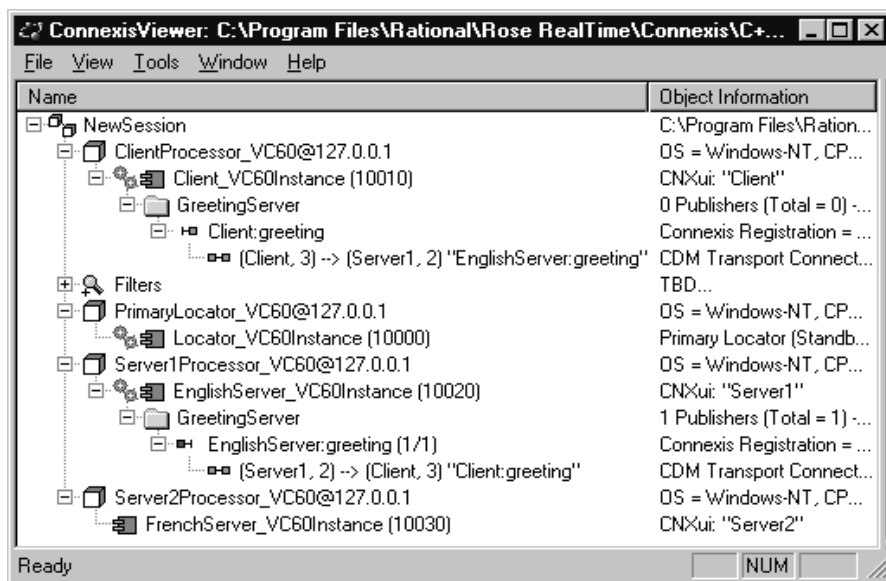 ConnexisViewer: C:\Program Files\Rational\Rose RealTime\Connexis\C+...
File View Tools Window Help
Name Object Information
NewSession C:\Program Files\Ration...
ClientProcessor_VC60@127.0.0.1 OS = Windows-NT, CP...
Client_VC60Instance (10010) CNXui: "Client"
GreetingServer 0 Publishers (Total = 0) -...
Client:greeting Connexis Registration = ...
(Client, 3) --> (Server1, 2) "EnglishServer:greeting" CDM Transport Connect...
Filters TBD...
PrimaryLocator_VC60@127.0.0.1 OS = Windows-NT, CP...
Locator_VC60Instance (10000) Primary Locator (Standb...
Server1Processor_VC60@127.0.0.1 OS = Windows-NT, CP...
EnglishServer_VC60Instance (10020) CNXui: "Server1"
GreetingServer 1 Publishers (Total = 1) -...
EnglishServer:greeting (1/1) Connexis Registration = ...
(Server1, 2) --> (Client, 3) "Client:greeting" CDM Transport Connect...
Server2Processor_VC60@127.0.0.1 OS = Windows-NT, CP...
FrenchServer_VC60Instance (10030) CNXui: "Server2"
Ready NUM